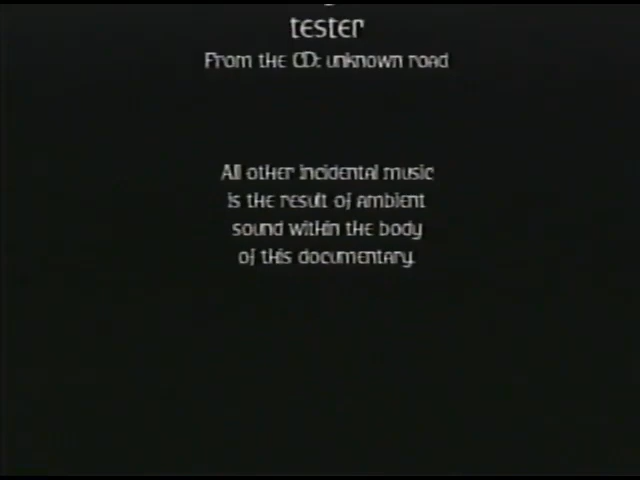 tester
From the CD: unknown road
All other incidental music
is the result of ambient
sound within the body
of this documentary.